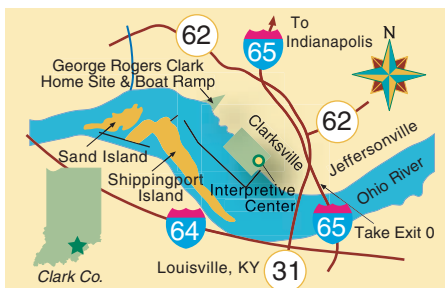 62
To
Indianapolis
65
N
George Rogers Clark
Home Site & Boat Ramp
Clarksville
62
Jeffersonville
Sand Island
Shippingport
Island
Interpretive
Center
Ohio River
64
65
Take Exit 0
Clark Co.
Louisville, KY
31